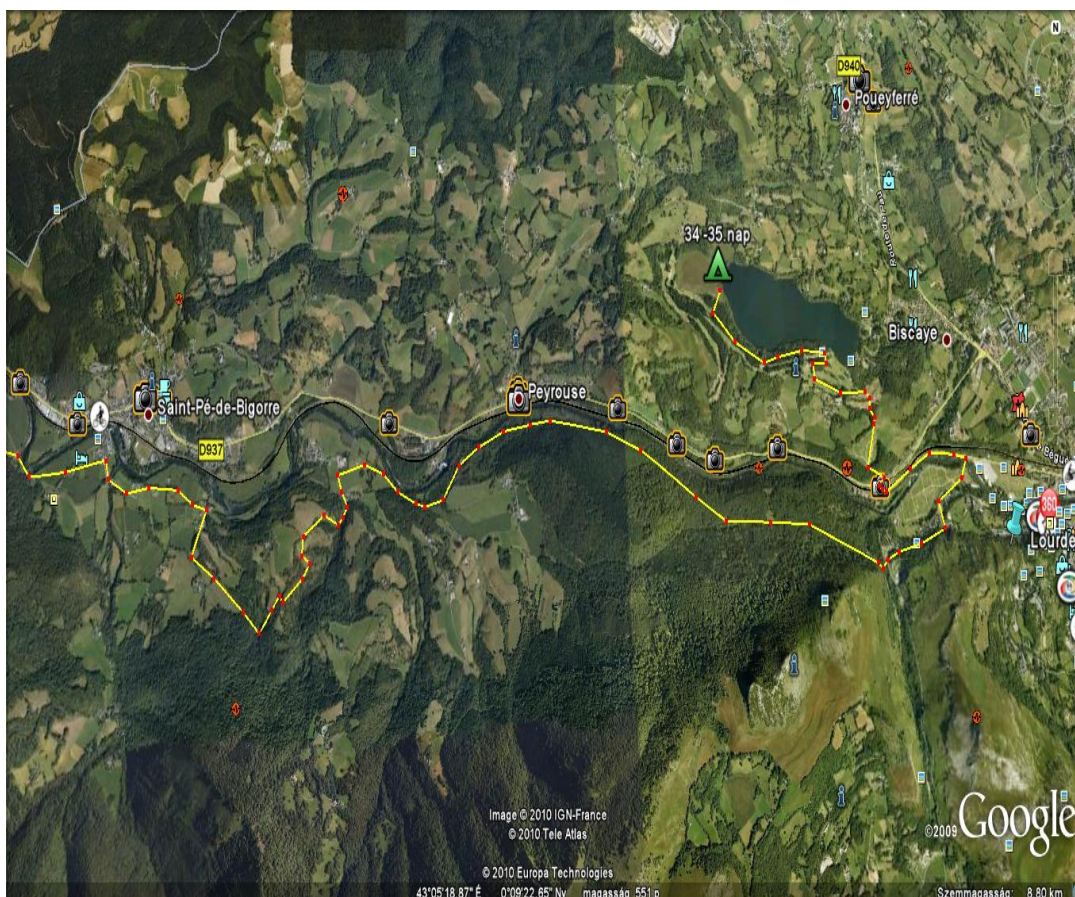 N
D940
Poueyferré
34 -35.nap
Biscaye
Peyrouse
Saint-Pé-de-Bigorre
D937
360
Lourde
Image © 2010 IGN-France
© 2010 Tele Atlas
©2009 Google
© 2010 Europa Technologies
43°05'18.87" É 0°09'22.65" Ny magasság 551 p Szemmagasság: 8.80 km